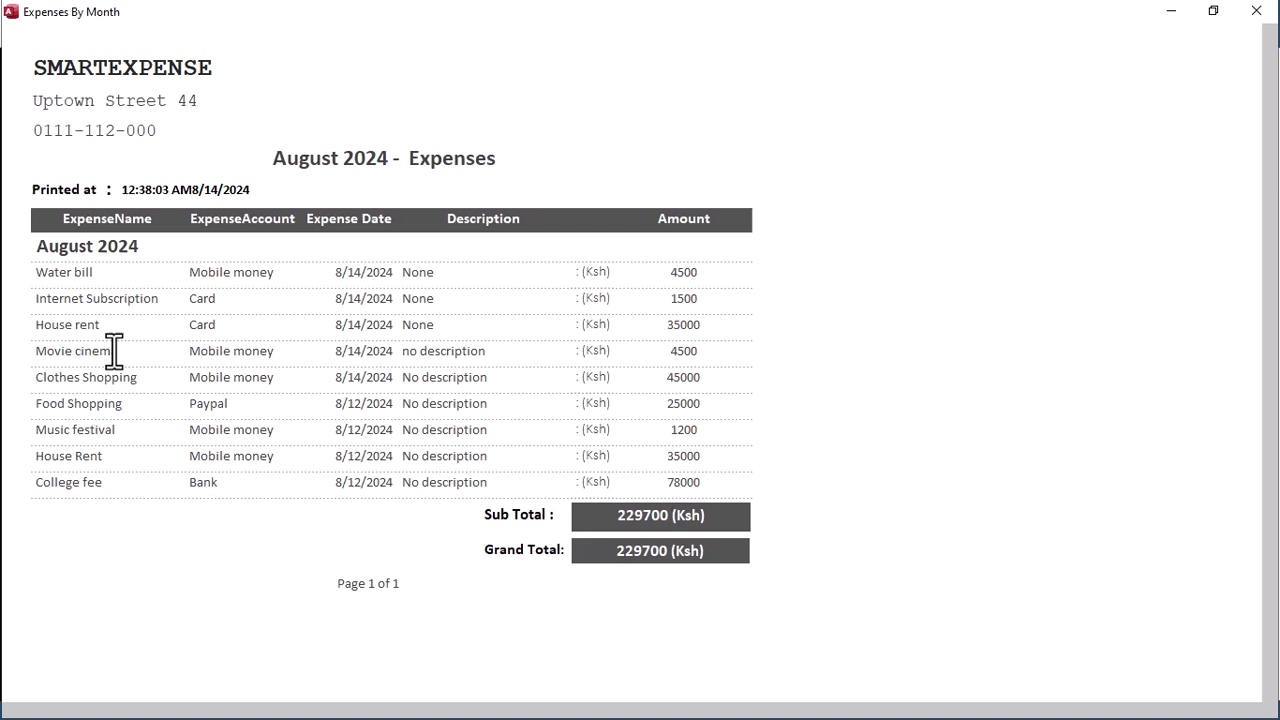 Expenses By Month
SMARTEXPENSE
Uptown Street 44
0111-112-000
August 2024 - Expenses
Printed at : 12:38:03 AM8/14/2024
ExpenseName ExpenseAccount Expense Date Description Amount
August 2024
Water bill Mobile money 8/14/2024 None : (Ksh) 4500
Internet Subscription Card 8/14/2024 None : (Ksh) 1500
House rent Card 8/14/2024 None : (Ksh) 35000
Movie cinem Mobile money 8/14/2024 no description : (Ksh) 4500
Clothes Shopping Mobile money 8/14/2024 No description : (Ksh) 45000
Food Shopping Paypal 8/12/2024 No description : (Ksh) 25000
Music festival Mobile money 8/12/2024 No description : (Ksh) 1200
House Rent Mobile money 8/12/2024 No description : (Ksh) 35000
College fee Bank 8/12/2024 No description : (Ksh) 78000
Sub Total : 229700 (Ksh)
Grand Total: 229700 (Ksh)
Page 1 of 1